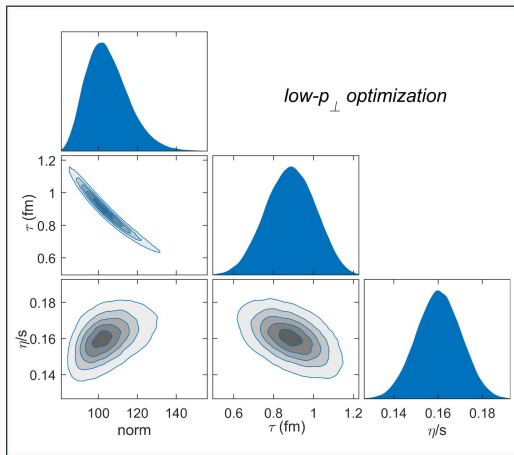 low-p⊥ optimization
1.2
1
0.8
0.6
τ (fm)
0.18
0.16
0.14
η/s
100 120 140
norm
0.6 0.8 1 1.2
τ (fm)
0.14 0.16 0.18
η/s